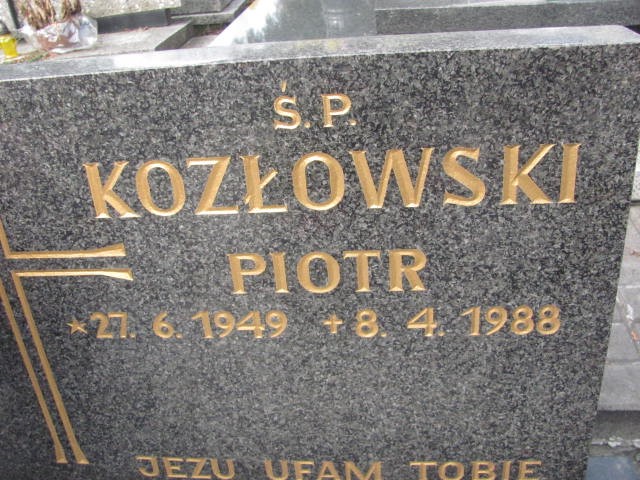 Ś.P.
KOZŁOWSKI
PIOTR
*27. 6. 1949 +8. 4. 1988
JEZU UFAM TOBIE